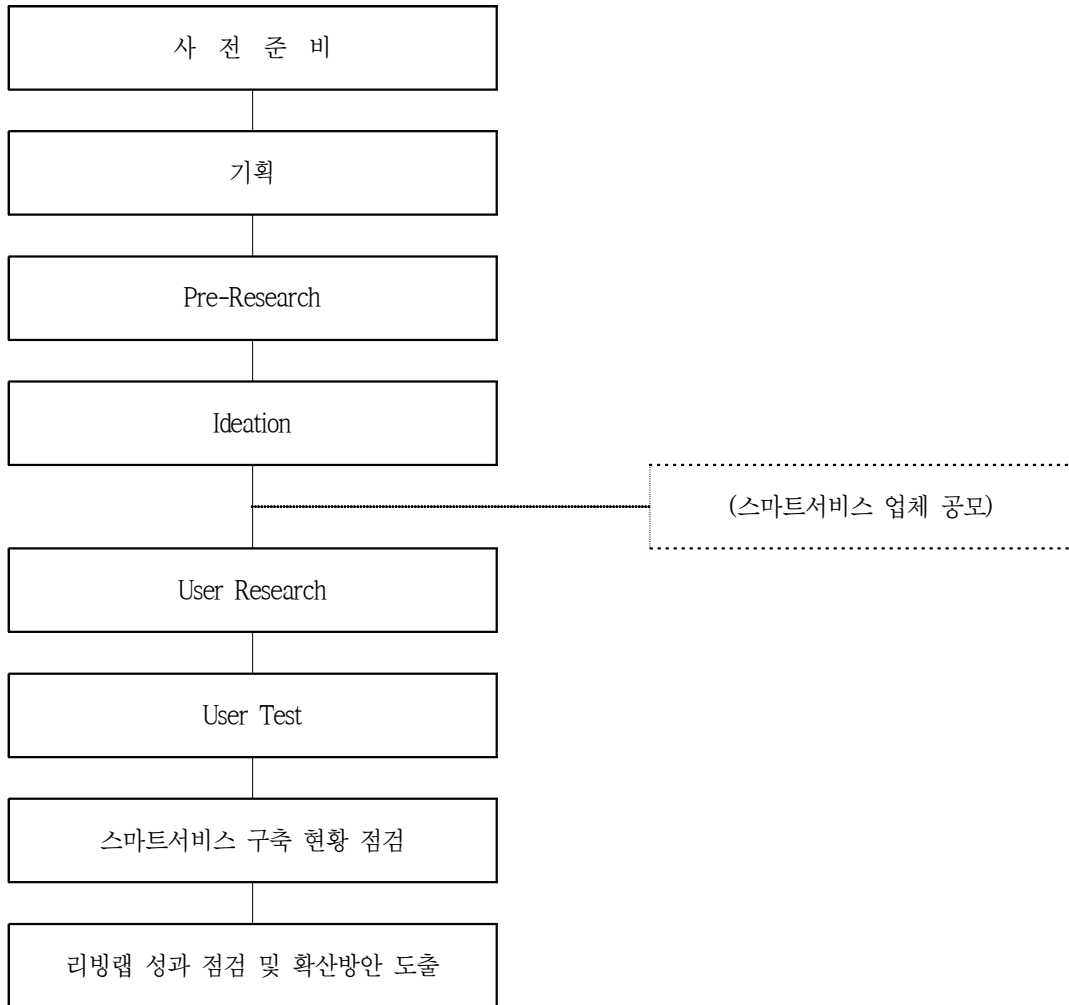 사 전 준 비
기획
Pre-Research
Ideation
(스마트서비스 업체 공모)
User Research
User Test
스마트서비스 구축 현황 점검
리빙랩 성과 점검 및 확산방안 도출